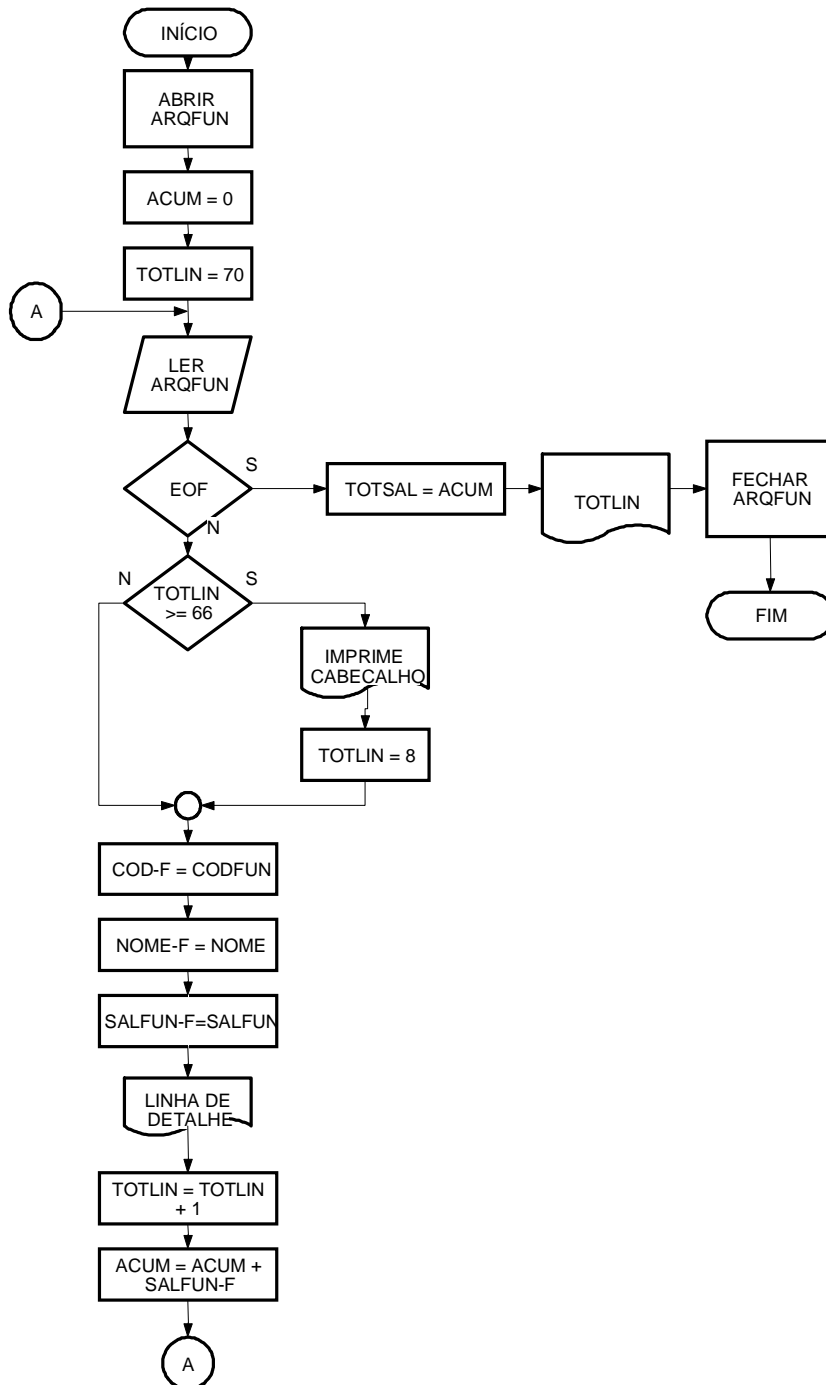 INÍCIO
ABRIR
ARQFUN
ACUM = 0
TOTLIN = 70
A
LER
ARQFUN
EOF
S
N
TOTSAL = ACUM
TOTLIN
FECHAR
ARQFUN
FIM
N
TOTLIN
>= 66
S
IMPRIME
CABECALHO
TOTLIN = 8
COD-F = CODFUN
NOME-F = NOME
SALFUN-F=SALFUN
LINHA DE
DETALHE
TOTLIN = TOTLIN
+ 1
ACUM = ACUM +
SALFUN-F
A